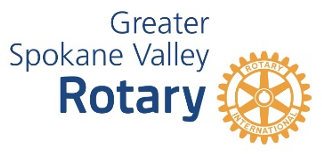 Greater
Spokane Valley
Rotary
ROTARY
INTERNATIONAL